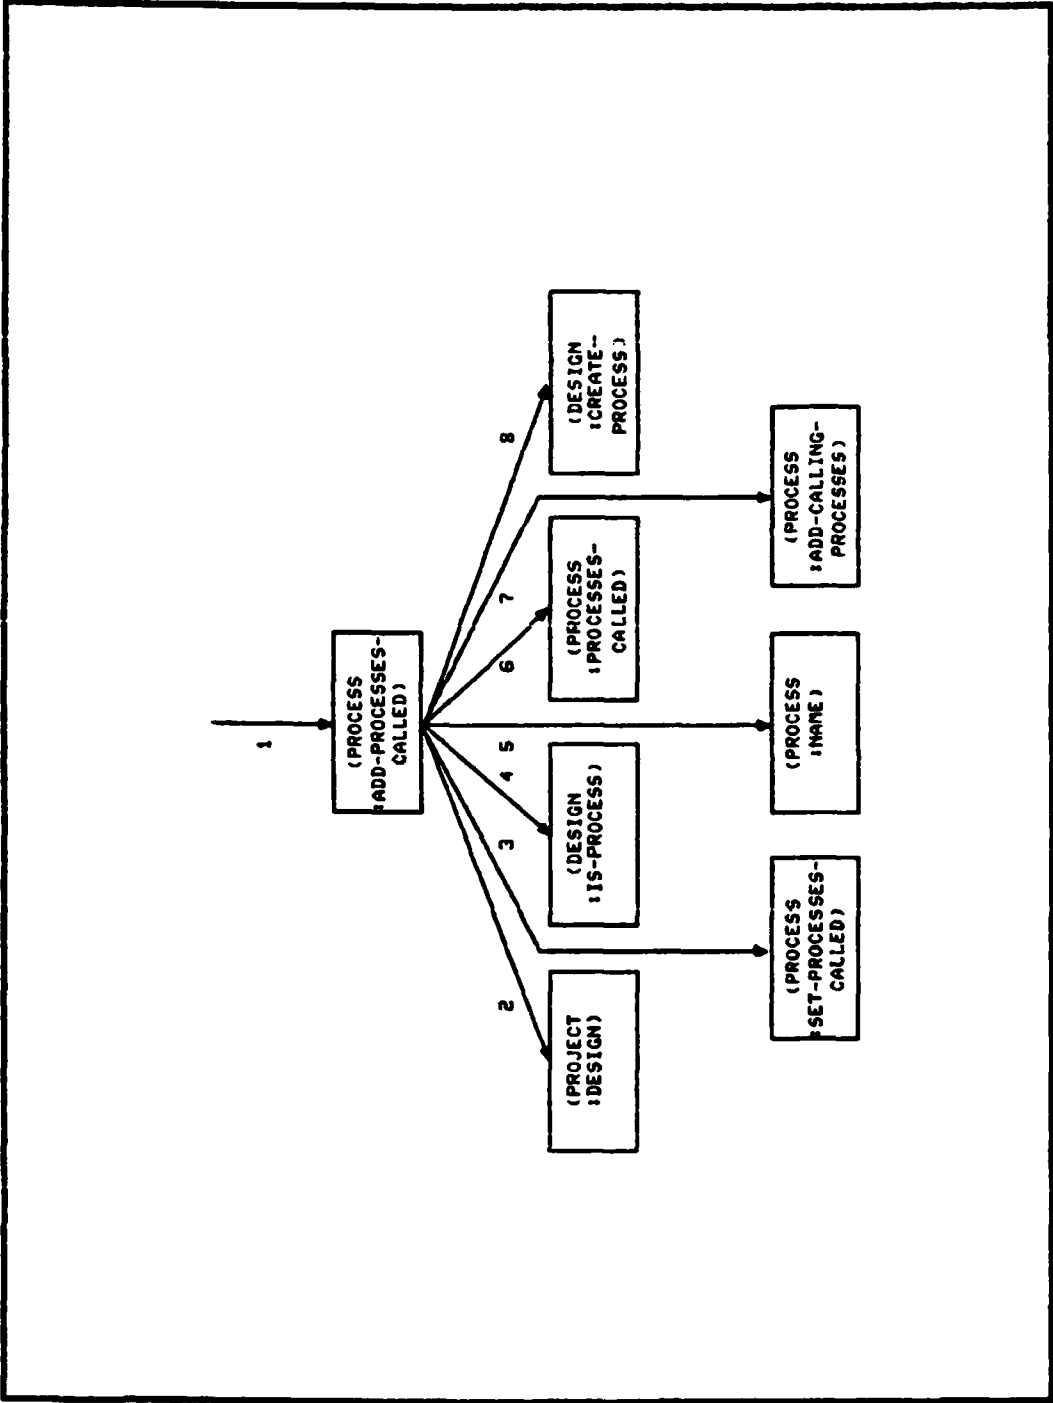 1
(PROCESS
:ADD-PROCESSES-
CALLED)
2
3
4
5
6
7
8
(PROJECT
:DESIGN)
(DESIGN
:IS-PROCESS)
(PROCESS
:PROCESSES-
CALLED)
(DESIGN
:CREATE-
PROCESS)
(PROCESS
:SET-PROCESSES-
CALLED)
(PROCESS
:NAME)
(PROCESS
:ADD-CALLING-
PROCESSES)